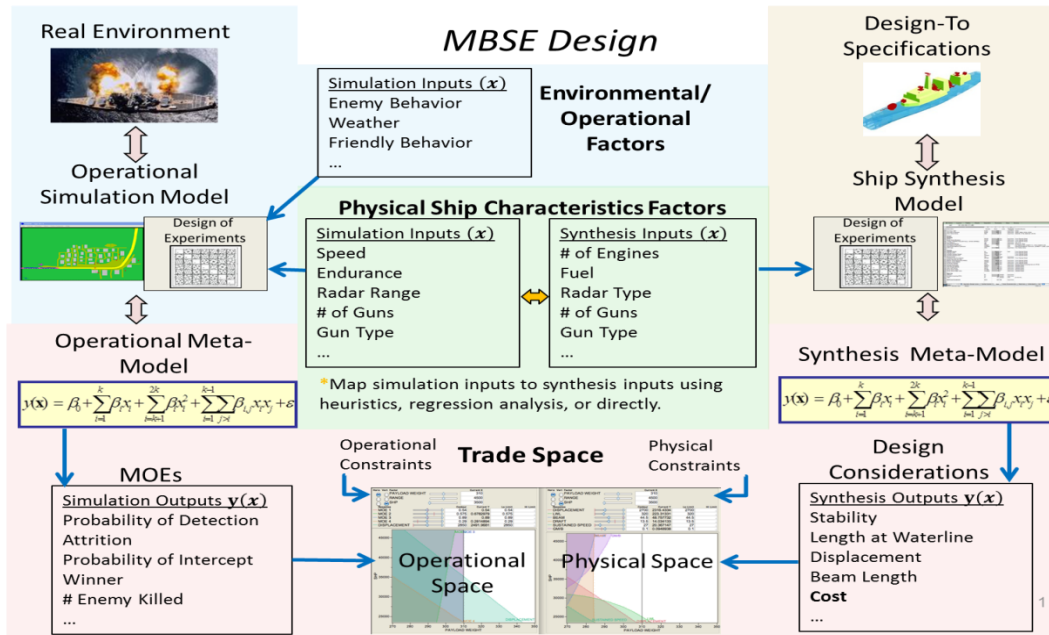 MBSE Design
Real Environment
Operational
Simulation Model
Design of
Experiments
Simulation Inputs (x)
Enemy Behavior
Weather
Friendly Behavior
...
Environmental/
Operational
Factors
Design-To
Specifications
Ship Synthesis
Model
Design of
Experiments
Physical Ship Characteristics Factors
Simulation Inputs (x)
Speed
Endurance
Radar Range
# of Guns
Gun Type
...
Synthesis Inputs (x)
# of Engines
Fuel
Radar Type
# of Guns
Gun Type
...
*Map simulation inputs to synthesis inputs using
heuristics, regression analysis, or directly.
Operational Meta-
Model
Synthesis Meta-Model
MOEs
Simulation Outputs y(x)
Probability of Detection
Attrition
Probability of Intercept
Winner
# Enemy Killed
...
Operational
Constraints
Trade Space
Physical
Constraints
Operational
Space
Physical Space
PAYLOAD WEIGHT
PAYLOAD WEIGHT
Design
Considerations
Synthesis Outputs y(x)
Stability
Length at Waterline
Displacement
Beam Length
Cost
...
1